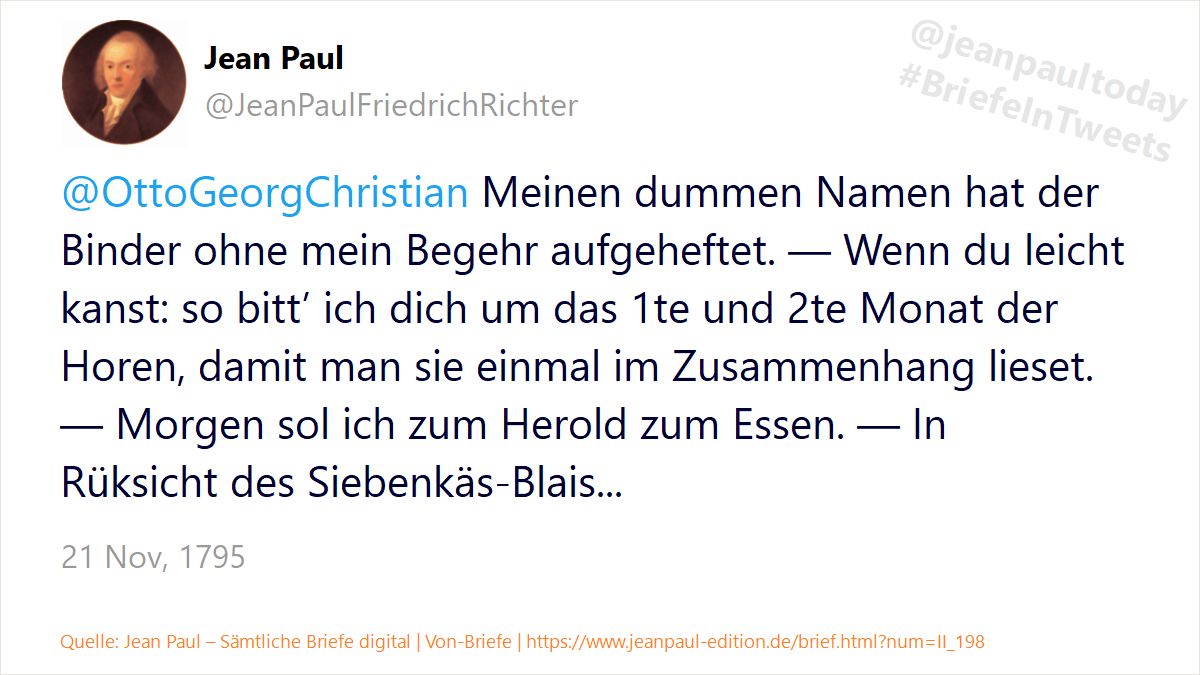 Jean Paul
@JeanPaulFriedrichRichter
@jeanpaultoday
#BriefeInTweets
@OttoGeorgChristian Meinen dummen Namen hat der
Binder ohne mein Begehr aufgeheftet. — Wenn du leicht
kanst: so bitt’ ich dich um das 1te und 2te Monat der
Horen, damit man sie einmal im Zusammenhang lieset.
— Morgen sol ich zum Herold zum Essen. — In
Rüksicht des Siebenkäs-Blais...
21 Nov, 1795
Quelle: Jean Paul – Sämtliche Briefe digital | Von-Briefe | https://www.jeanpaul-edition.de/brief.html?num=II_198